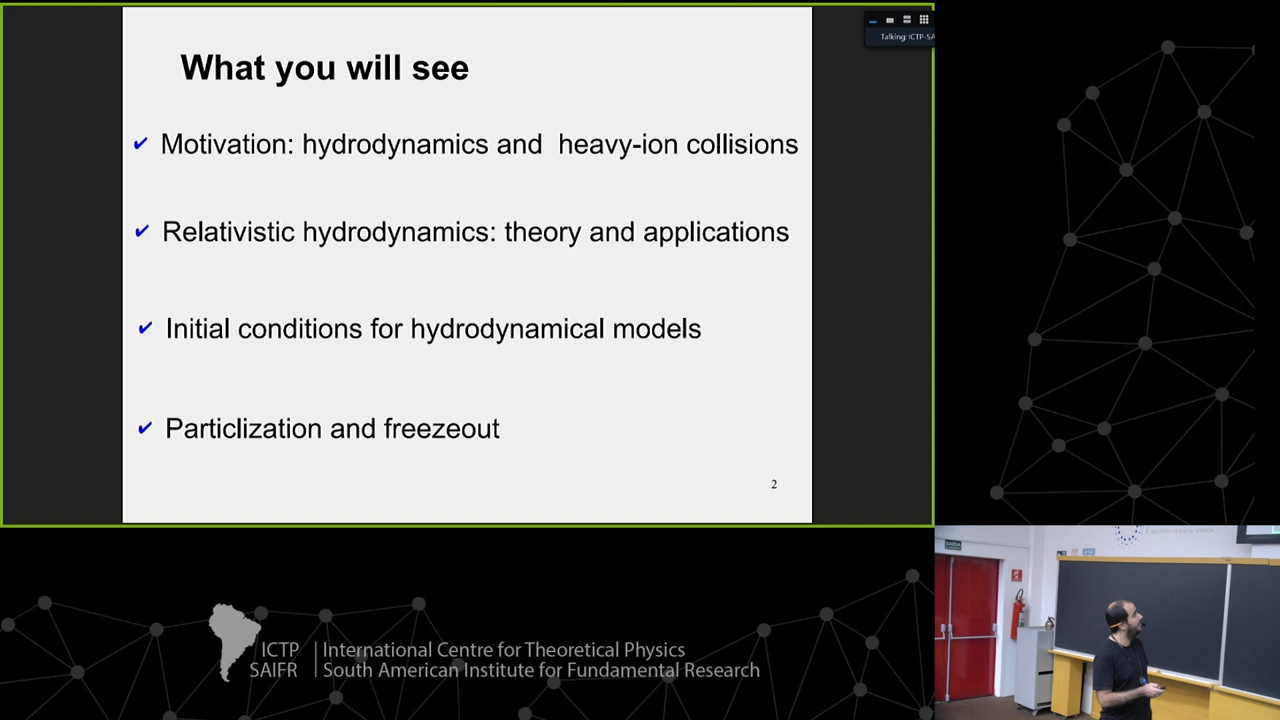 What you will see
Talking: ICTP-SA
✔ Motivation: hydrodynamics and heavy-ion collisions
✔ Relativistic hydrodynamics: theory and applications
✔ Initial conditions for hydrodynamical models
✔ Particlization and freezeout
2
ICTP
SAIFR
International Centre for Theoretical Physics
South American Institute for Fundamental Research